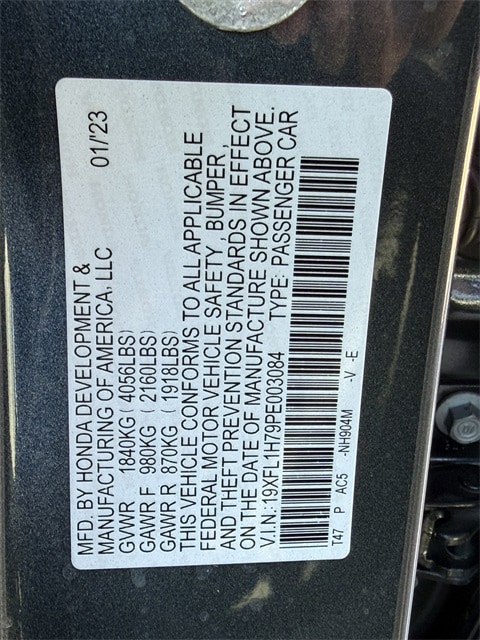 MFD. BY HONDA DEVELOPMENT &
MANUFACTURING OF AMERICA, LLC 01/'23
GVWR 1840KG (4056LBS)
GAWR F 980KG (2160LBS)
GAWR R 870KG (1918LBS)
THIS VEHICLE CONFORMS TO ALL APPLICABLE
FEDERAL MOTOR VEHICLE SAFETY, BUMPER,
AND THEFT PREVENTION STANDARDS IN EFFECT
ON THE DATE OF MANUFACTURE SHOWN ABOVE.
V.I.N.: 19XFL1H79PE003084 TYPE: PASSENGER CAR
T47 P AC5 -NH904M -V -E